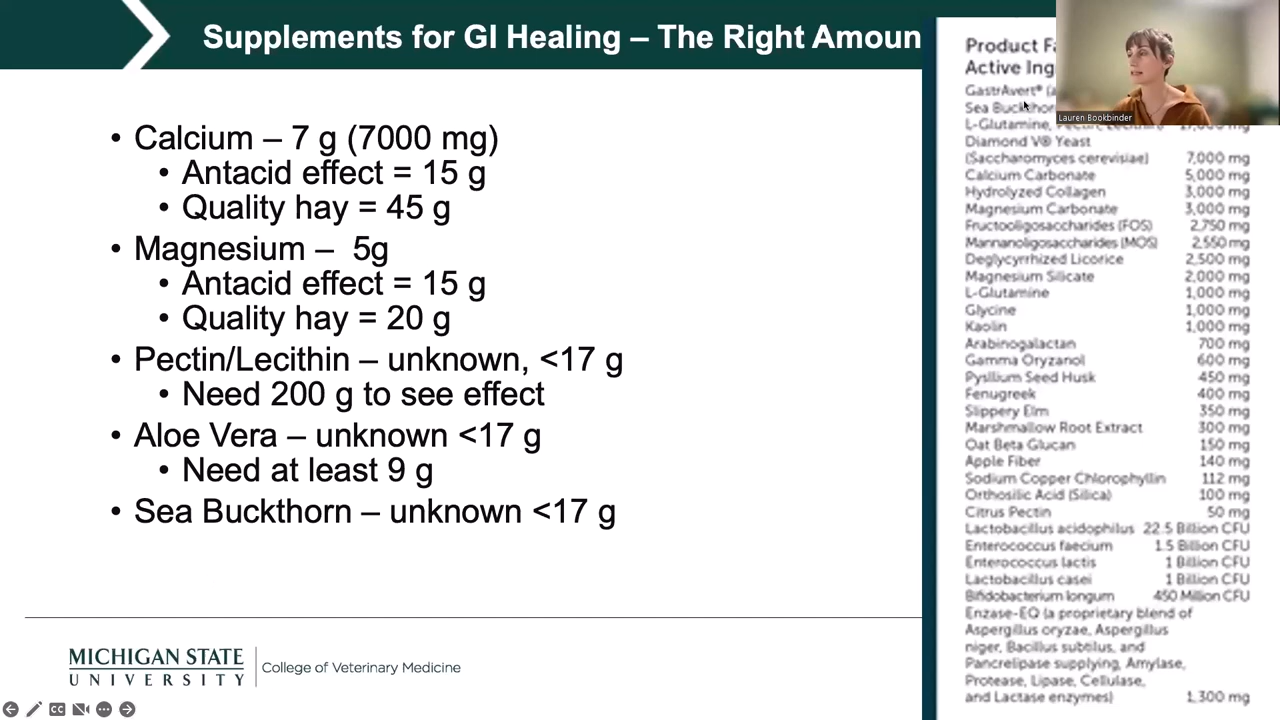 Supplements for GI Healing – The Right Amoun
• Calcium – 7 g (7000 mg)
• Antacid effect = 15 g
• Quality hay = 45 g
• Magnesium – 5g
• Antacid effect = 15 g
• Quality hay = 20 g
• Pectin/Lecithin – unknown, <17 g
• Need 200 g to see effect
• Aloe Vera – unknown <17 g
• Need at least 9 g
• Sea Buckthorn – unknown <17 g
MICHIGAN STATE
UNIVERSITY
College of Veterinary Medicine
CC
Product Fa
Active Ing
GastrAvert® (a
Sea Buckthor
L-Glutamine,
Diamond V® Yeast
(Saccharomyces cerevisiae) 7,000 mg
Calcium Carbonate 5,000 mg
Hydrolyzed Collagen 3,000 mg
Magnesium Carbonate 3,000 mg
Fructooligosaccharides (FOS) 2,750 mg
Mannanoligosaccharides (MOS) 2,550 mg
Deglycyrrhized Licorice 2,500 mg
Magnesium Silicate 2,000 mg
L-Glutamine 1,000 mg
Glycine 1,000 mg
Kaolin 1,000 mg
Arabinogalactan 700 mg
Gamma Oryzanol 600 mg
Pysllium Seed Husk 450 mg
Fenugreek 400 mg
Slippery Elm 350 mg
Marshmallow Root Extract 300 mg
Oat Beta Glucan 150 mg
Apple Fiber 140 mg
Sodium Copper Chlorophyllin 112 mg
Orthosilic Acid (Silica) 100 mg
Citrus Pectin 50 mg
Lactobacillus acidophilus 22.5 Billion CFU
Enterococcus faecium 1.5 Billion CFU
Enterococcus lactis 1 Billion CFU
Lactobacillus casei 1 Billion CFU
Bifidobacterium longum 450 Million CFU
Enzase-EQ (a proprietary blend of
Aspergillus oryzae, Aspergillus
niger, Bacillus subtilus, and
Pancrelipase supplying, Amylase,
Protease, Lipase, Cellulase,
and Lactase enzymes) 1,300 mg
Lauren Bookbinder